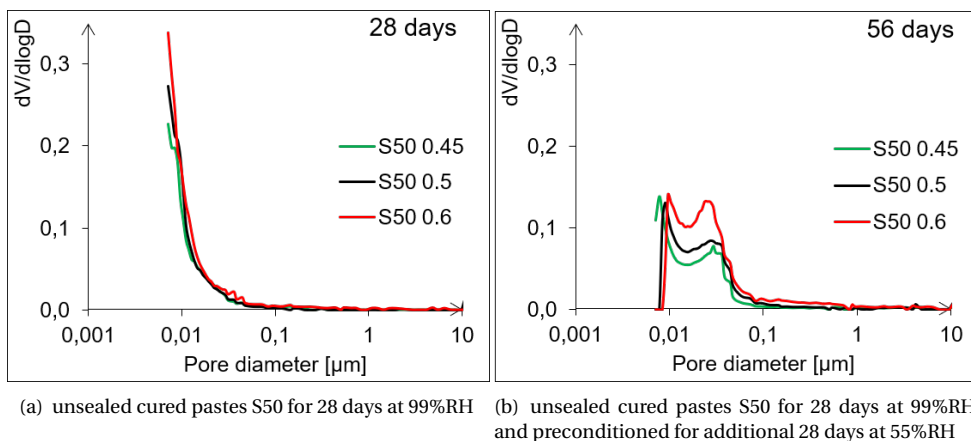 28 days
dV/dlogD
0,3
0,2
0,1
0,0
S50 0.45
S50 0.5
S50 0.6
0,001 0,01 0,1 1 10
Pore diameter [µm]
(a) unsealed cured pastes S50 for 28 days at 99%RH
56 days
dV/dlogD
0,3
0,2
0,1
0,0
S50 0.45
S50 0.5
S50 0.6
0,001 0,01 0,1 1 10
Pore diameter [µm]
(b) unsealed cured pastes S50 for 28 days at 99%RH
and preconditioned for additional 28 days at 55%RH